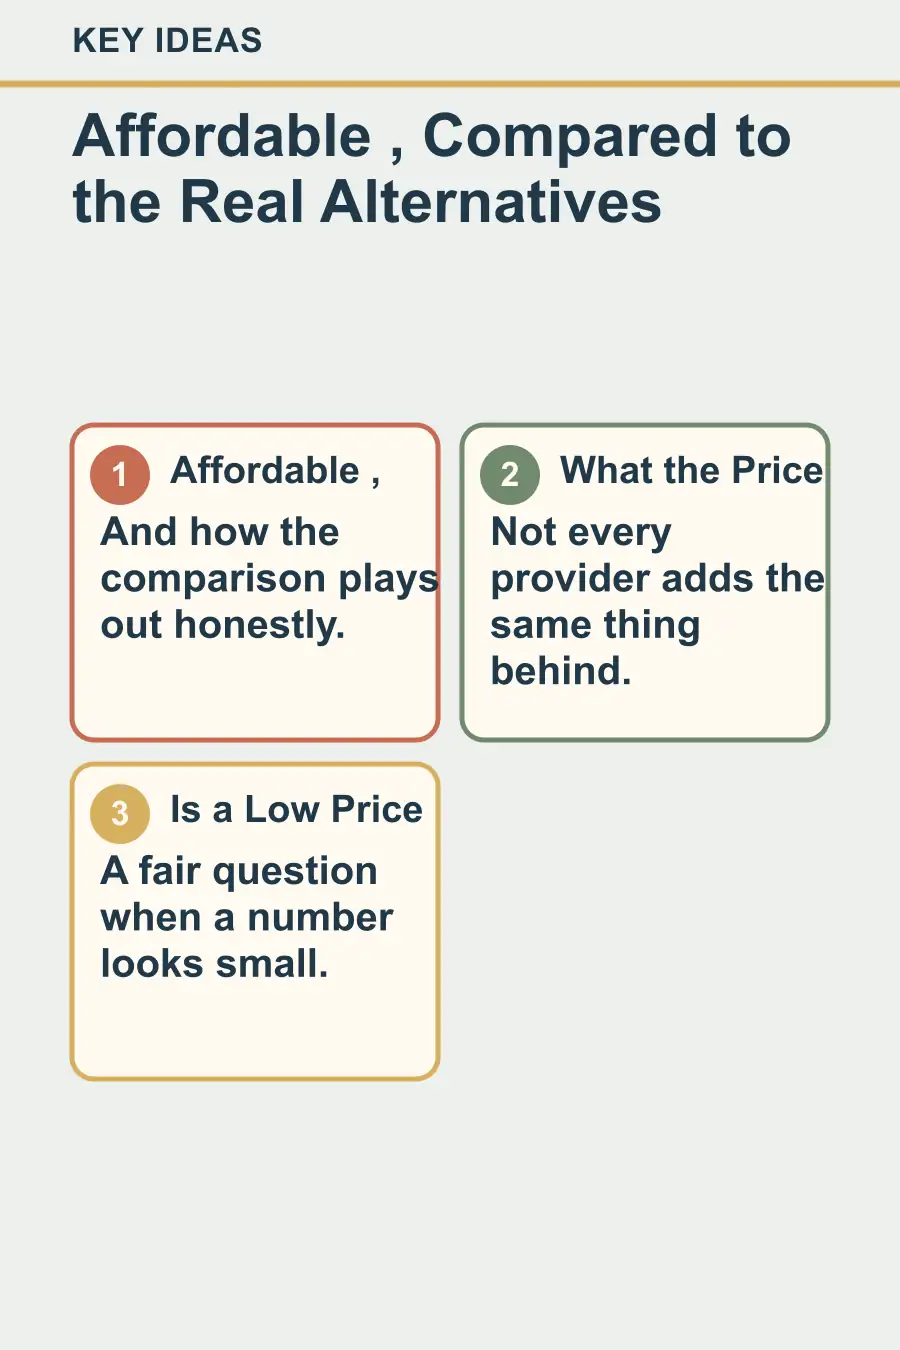 KEY IDEAS
Affordable , Compared to
the Real Alternatives
1 Affordable ,
And how the
comparison plays
out honestly.
2 What the Price
Not every
provider adds the
same thing
behind.
3 Is a Low Price
A fair question
when a number
looks small.